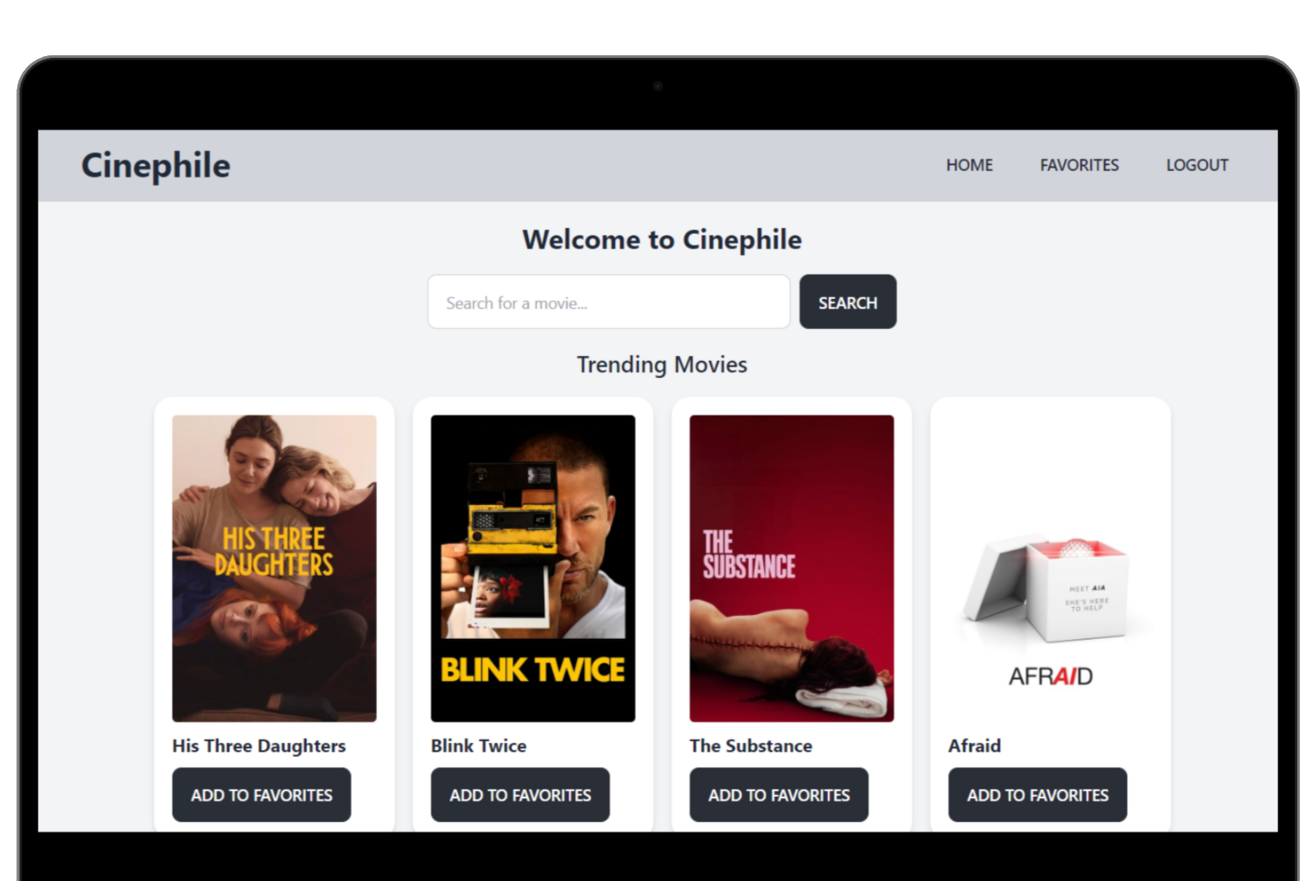 Cinephile
HOME FAVORITES LOGOUT
Welcome to Cinephile
Search for a movie...
SEARCH
Trending Movies
HIS THREE
DAUGHTERS
BLINK TWICE
THE
SUBSTANCE
MEET AIA
SHE'S HERE
TO HELP
AFRAID
His Three Daughters
Blink Twice
The Substance
Afraid
ADD TO FAVORITES
ADD TO FAVORITES
ADD TO FAVORITES
ADD TO FAVORITES